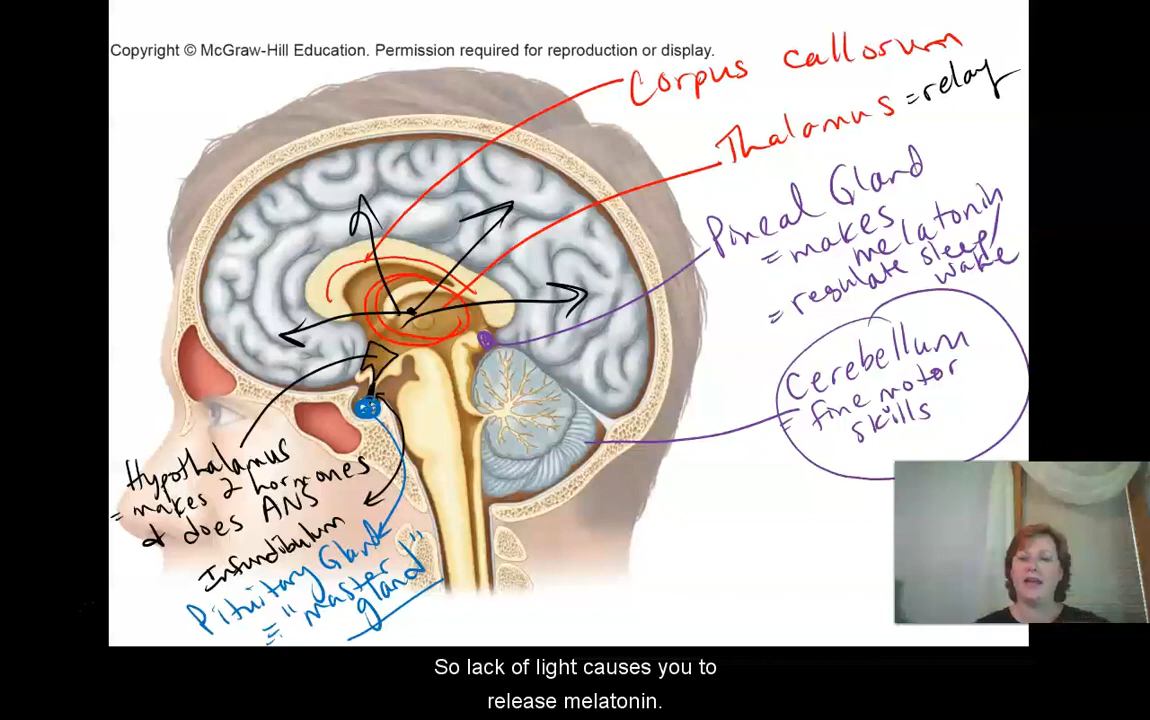 Copyright © McGraw-Hill Education. Permission required for reproduction or display.
Corpus callorum
Thalamus = relay
Pineal Gland
= makes
melatonin
= regulate sleep/
wake
Cerebellum
= fine motor
skills
Hypothalamus
= makes 2 hormones
& does ANS
Infundibulum
Pituitary Gland
= "master
gland"
So lack of light causes you to
release melatonin.